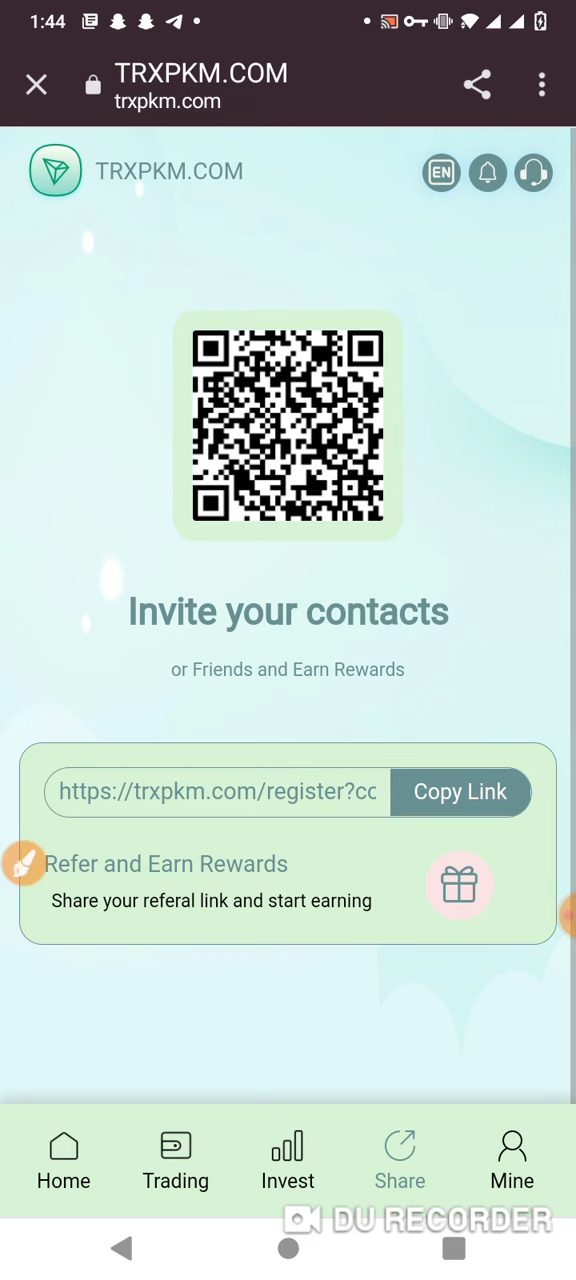 1:44
TRXPKM.COM
trxpkm.com
TRXPKM.COM
EN
Invite your contacts
or Friends and Earn Rewards
https://trxpkm.com/register?cc
Copy Link
Refer and Earn Rewards
Share your referal link and start earning
Home
Trading
Invest
Share
Mine
DU RECORDER